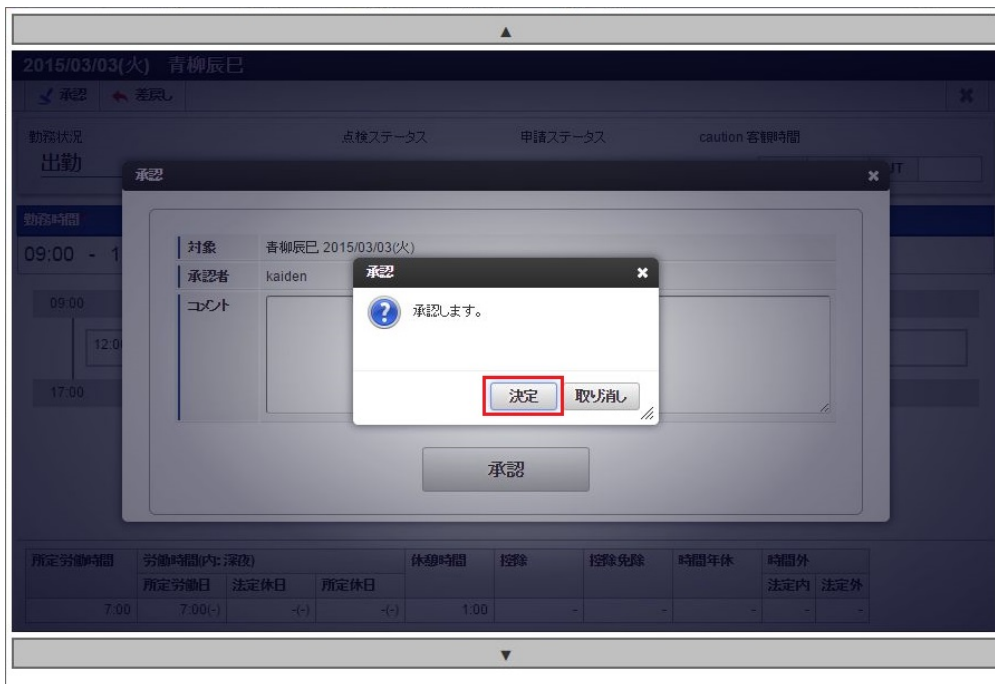 ▲
2015/03/03(火) 青柳辰巳
承認 差戻し
勤務状況 点検ステータス 申請ステータス caution 客観時間
出勤
承認
勤務時間
09:00 - 1
対象 青柳辰巳 2015/03/03(火)
承認者 kaiden
コメント
承認
承認します。
決定 取り消し
09:00
12:0
17:00
承認
所定労働時間 労働時間(内:深夜) 休憩時間 控除 控除免除 時間年休 時間外
所定労働日 法定休日 所定休日 法定内 法定外
7:00 7:00(-) -(-) -(-) 1:00 - - - - -
▼